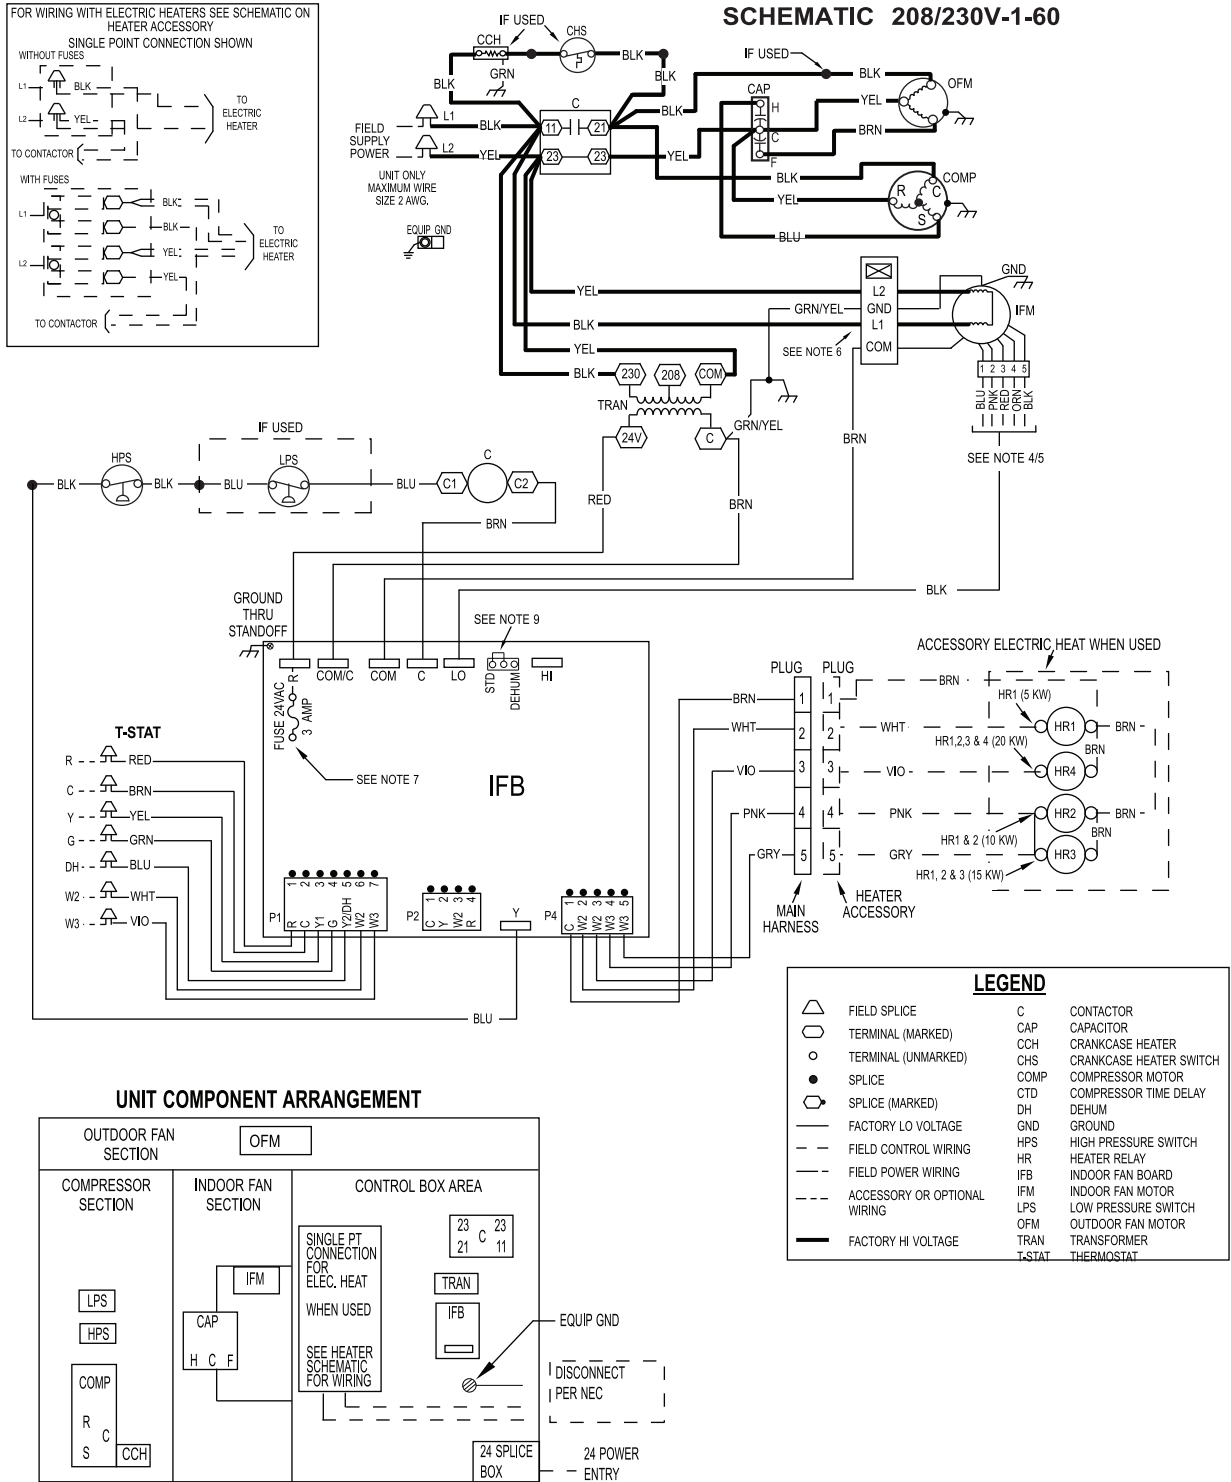 FOR WIRING WITH ELECTRIC HEATERS SEE SCHEMATIC ON
HEATER ACCESSORY
SINGLE POINT CONNECTION SHOWN
WITHOUT FUSES
L1
BLK
L2
YEL
TO
ELECTRIC
HEATER
TO CONTACTOR
WITH FUSES
BLK
L1
BLK
YEL
L2
YEL
TO
ELECTRIC
HEATER
TO CONTACTOR
SCHEMATIC 208/230V-1-60
IF USED
CCH
CHS
GRN
BLK
BLK
BLK
BLK
IF USED
BLK
OFM
CAP
H
C
F
YEL
BRN
FIELD
SUPPLY
POWER
L1
BLK
L2
YEL
C
11
21
23
23
YEL
UNIT ONLY
MAXIMUM WIRE
SIZE 2 AWG.
EQUIP GND
BLK
COMP
R
C
S
YEL
BLU
YEL
L2
GRN/YEL
GND
BLK
L1
COM
SEE NOTE 6
GND
IFM
YEL
BLK
230
208
COM
TRAN
24V
C
GRN/YEL
1 2 3 4 5
BLU
PNK
RED
ORN
BLK
SEE NOTE 4/5
BRN
IF USED
HPS
LPS
C
BLK
BLK
BLU
BLU
C1
C2
BRN
RED
BRN
BLK
GROUND
THRU
STANDOFF
SEE NOTE 9
R
COM/C
COM
C
LO
STD
DEHUM
HI
FUSE 24VAC
3 AMP
SEE NOTE 7
IFB
T-STAT
R
RED
C
BRN
Y
YEL
G
GRN
DH
BLU
W2
WHT
W3
VIO
P1
1 2 3 4 5 6 7
R
C
Y1
G
Y2/DH
W2
W3
P2
1 2 3 4
C
Y
W2
R
Y
P4
1 2 3 4 5
C
W2
W2
W3
W3
BLU
PLUG
PLUG
BRN
1
1
WHT
2
2
VIO
3
3
PNK
4
4
GRY
5
5
MAIN
HARNESS
HEATER
ACCESSORY
ACCESSORY ELECTRIC HEAT WHEN USED
BRN
HR1 (5 KW)
WHT
HR1
BRN
HR1,2,3 & 4 (20 KW)
BRN
VIO
HR4
PNK
HR2
BRN
HR1 & 2 (10 KW)
BRN
GRY
HR3
HR1, 2 & 3 (15 KW)
LEGEND
FIELD SPLICE
TERMINAL (MARKED)
TERMINAL (UNMARKED)
SPLICE
SPLICE (MARKED)
FACTORY LO VOLTAGE
FIELD CONTROL WIRING
FIELD POWER WIRING
ACCESSORY OR OPTIONAL
WIRING
FACTORY HI VOLTAGE
C CONTACTOR
CAP CAPACITOR
CCH CRANKCASE HEATER
CHS CRANKCASE HEATER SWITCH
COMP COMPRESSOR MOTOR
CTD COMPRESSOR TIME DELAY
DH DEHUM
GND GROUND
HPS HIGH PRESSURE SWITCH
HR HEATER RELAY
IFB INDOOR FAN BOARD
IFM INDOOR FAN MOTOR
LPS LOW PRESSURE SWITCH
OFM OUTDOOR FAN MOTOR
TRAN TRANSFORMER
T-STAT THERMOSTAT
UNIT COMPONENT ARRANGEMENT
OUTDOOR FAN
SECTION
OFM
COMPRESSOR
SECTION
INDOOR FAN
SECTION
CONTROL BOX AREA
LPS
HPS
COMP
R
C
S
CCH
IFM
CAP
H C F
SINGLE PT
CONNECTION
FOR
ELEC. HEAT
WHEN USED
SEE HEATER
SCHEMATIC
FOR WIRING
23 C 23
21 11
TRAN
IFB
EQUIP GND
DISCONNECT
PER NEC
24 SPLICE
BOX
24 POWER
ENTRY